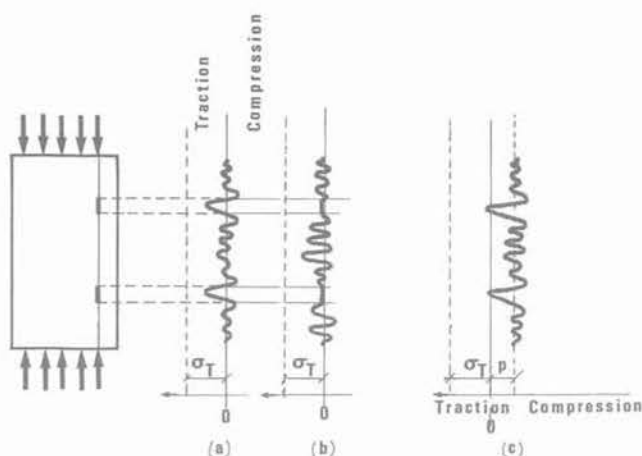 Traction
Compression
σT
σT
σT
p
0
0
Traction
Compression
0
(a)
(b)
(c)